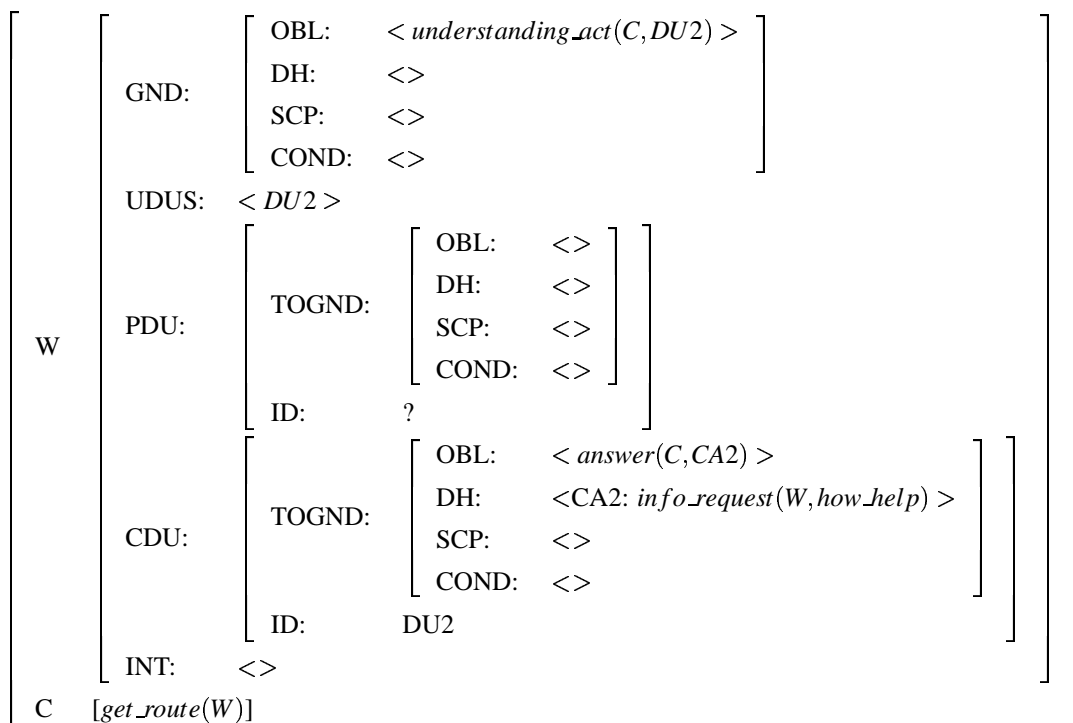 OBL: < understanding_act(C,DU2) >
DH: <>
GND:
SCP: <>
COND: <>
UDUS: < DU2 >
OBL: <>
DH: <>
TOGND:
SCP: <>
PDU:
W
COND: <>
ID: ?
OBL: < answer(C,CA2) >
DH: <CA2: info_request(W,how_help) >
TOGND:
SCP: <>
CDU:
COND: <>
ID: DU2
INT: <>
C [get_route(W)]